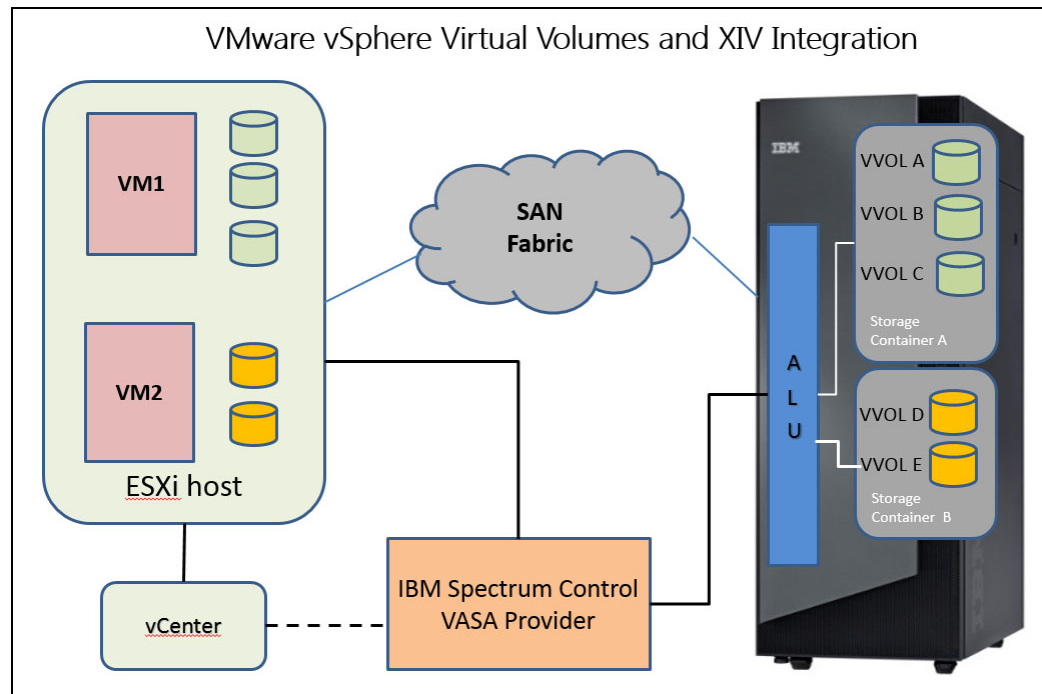 VMware vSphere Virtual Volumes and XIV Integration
VM1
VM2
ESXi host
vCenter
SAN
Fabric
IBM Spectrum Control
VASA Provider
IBM
A
L
U
VVOL A
VVOL B
VVOL C
Storage
Container A
VVOL D
VVOL E
Storage
Container B